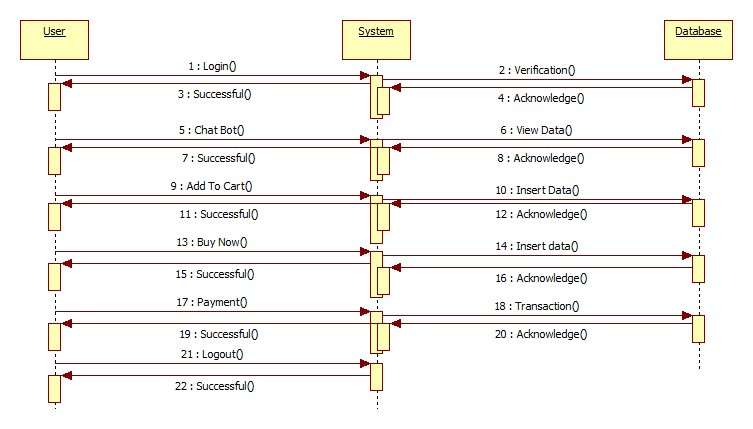 User
System
Database
1 : Login()
2 : Verification()
3 : Successful()
4 : Acknowledge()
5 : Chat Bot()
6 : View Data()
7 : Successful()
8 : Acknowledge()
9 : Add To Cart()
10 : Insert Data()
11 : Successful()
12 : Acknowledge()
13 : Buy Now()
14 : Insert data()
15 : Successful()
16 : Acknowledge()
17 : Payment()
18 : Transaction()
19 : Successful()
20 : Acknowledge()
21 : Logout()
22 : Successful()